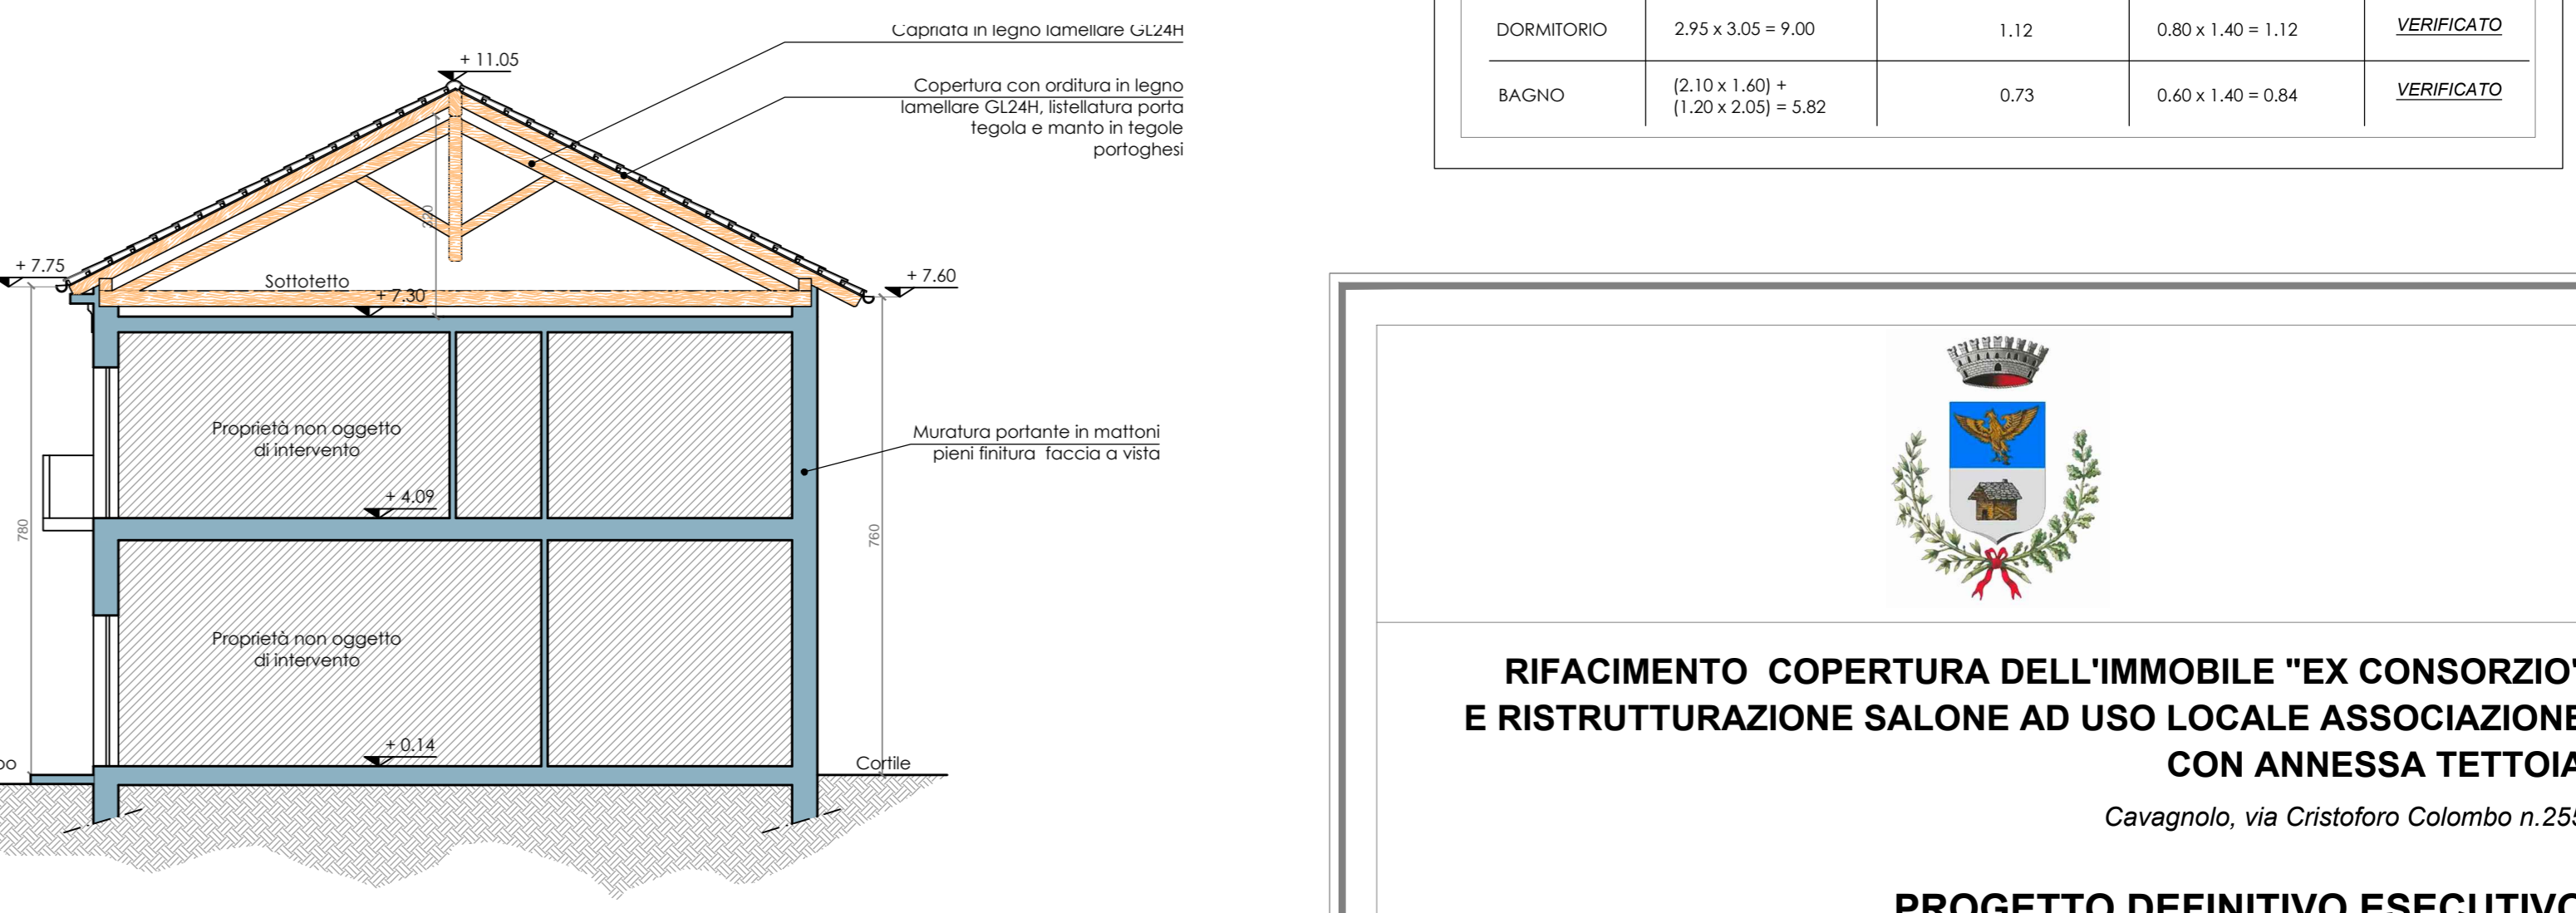 Capriata in legno lamellare GL24H
+ 11.05
Copertura con orditura in legno
lamellare GL24H, listellatura porta
tegola e manto in tegole
portoghesi
320
+ 7.75
Sottotetto
+ 7.30
+ 7.60
Proprietà non oggetto
di intervento
Muratura portante in mattoni
pieni finitura faccia a vista
+ 4.09
780
760
Proprietà non oggetto
di intervento
+ 0.14
Cortile
DORMITORIO 2.95 x 3.05 = 9.00 1.12 0.80 x 1.40 = 1.12 VERIFICATO
BAGNO (2.10 x 1.60) +
(1.20 x 2.05) = 5.82 0.73 0.60 x 1.40 = 0.84 VERIFICATO
RIFACIMENTO COPERTURA DELL'IMMOBILE "EX CONSORZIO"
E RISTRUTTURAZIONE SALONE AD USO LOCALE ASSOCIAZIONE
CON ANNESSA TETTOIA
Cavagnolo, via Cristoforo Colombo n.255
PROGETTO DEFINITIVO ESECUTIVO